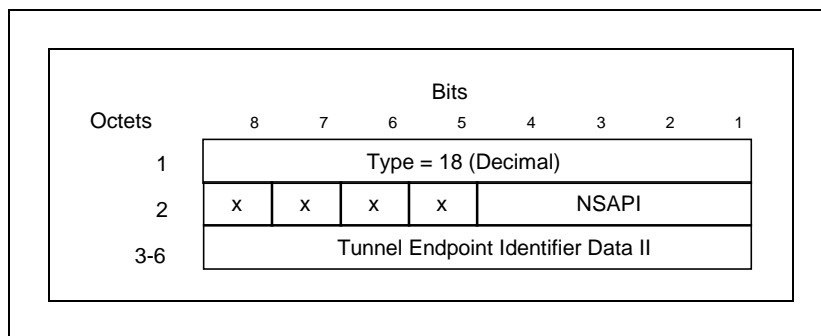 Bits
Octets 8 7 6 5 4 3 2 1
1 Type = 18 (Decimal)
2 x x x x NSAPI
3-6 Tunnel Endpoint Identifier Data II